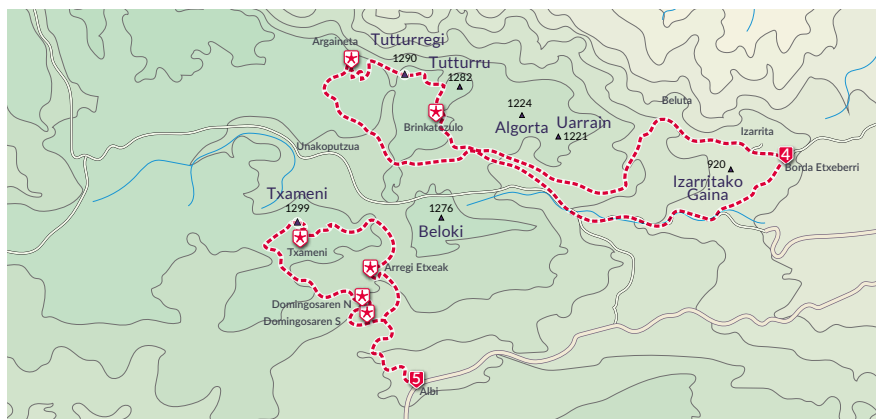 Tutturregi
Argaineta
1290
Tutturru
1282
1224
Beluta
Brinkatozulo
Algorta
Uarrain
1221
Izarrita
Unakoputzua
4
920
Borda Etxeberri
Izarritako
Gaina
Txameni
1299
1276
Beloki
Txameni
Arregi Etxeak
Domingosaren N
Domingosaren S
5
Albi